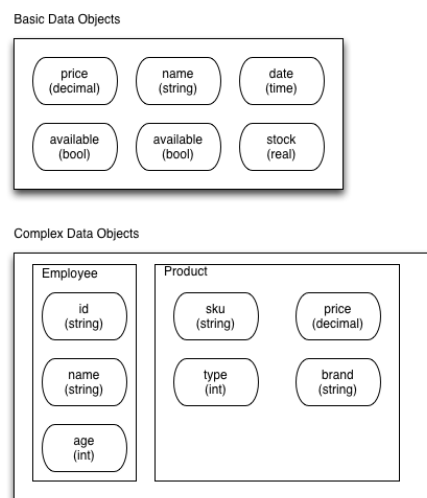 Basic Data Objects
price
(decimal)
name
(string)
date
(time)
available
(bool)
available
(bool)
stock
(real)
Complex Data Objects
Employee
id
(string)
name
(string)
age
(int)
Product
sku
(string)
price
(decimal)
type
(int)
brand
(string)